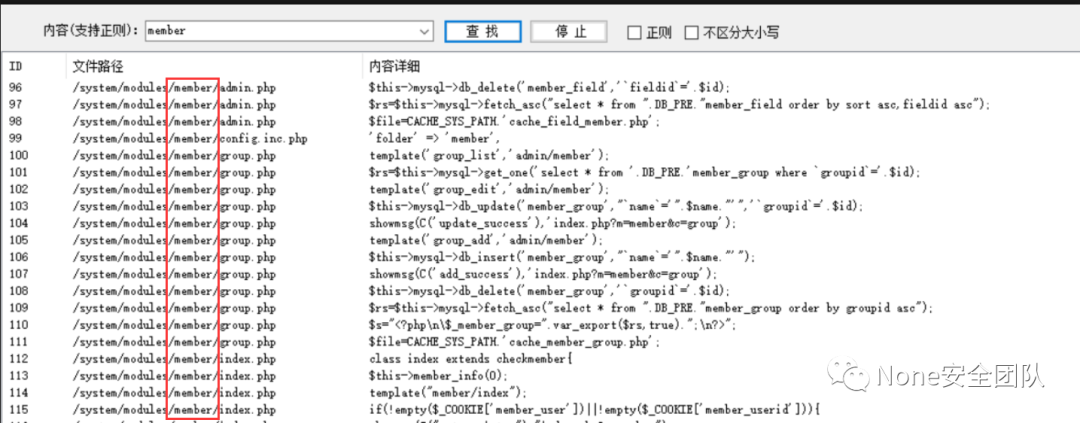 内容(支持正则): member 查 找 停 止 正则 不区分大小写
ID 文件路径 内容详细
96 /system/modules/member/admin.php $this->mysql->db_delete('member_field','`fieldid`='.$id);
97 /system/modules/member/admin.php $rs=$this->mysql->fetch_asc("select * from ".DB_PRE."member_field order by sort asc,fieldid asc");
98 /system/modules/member/admin.php $file=CACHE_SYS_PATH.'cache_field_member.php';
99 /system/modules/member/config.inc.php 'folder' => 'member',
100 /system/modules/member/group.php template('group_list','admin/member');
101 /system/modules/member/group.php $rs=$this->mysql->get_one('select * from '.DB_PRE.'member_group where `groupid`='.$id);
102 /system/modules/member/group.php template('group_edit','admin/member');
103 /system/modules/member/group.php $this->mysql->db_update('member_group',"`name`='".$name."'",'`groupid`='.$id);
104 /system/modules/member/group.php showmsg(C('update_success'),'index.php?m=member&c=group');
105 /system/modules/member/group.php template('group_add','admin/member');
106 /system/modules/member/group.php $this->mysql->db_insert('member_group',"`name`='".$name."'");
107 /system/modules/member/group.php showmsg(C('add_success'),'index.php?m=member&c=group');
108 /system/modules/member/group.php $this->mysql->db_delete('member_group','`groupid`='.$id);
109 /system/modules/member/group.php $rs=$this->mysql->fetch_asc("select * from ".DB_PRE."member_group order by groupid asc");
110 /system/modules/member/group.php $s="<?php\n\$_member_group=".var_export($rs,true).";\n?>";
111 /system/modules/member/group.php $file=CACHE_SYS_PATH.'cache_member_group.php';
112 /system/modules/member/index.php class index extends checkmember{
113 /system/modules/member/index.php $this->member_info(0);
114 /system/modules/member/index.php template("member/index");
115 /system/modules/member/index.php if(!empty($_COOKIE['member_user'])||!empty($_COOKIE['member_userid'])){
None安全团队